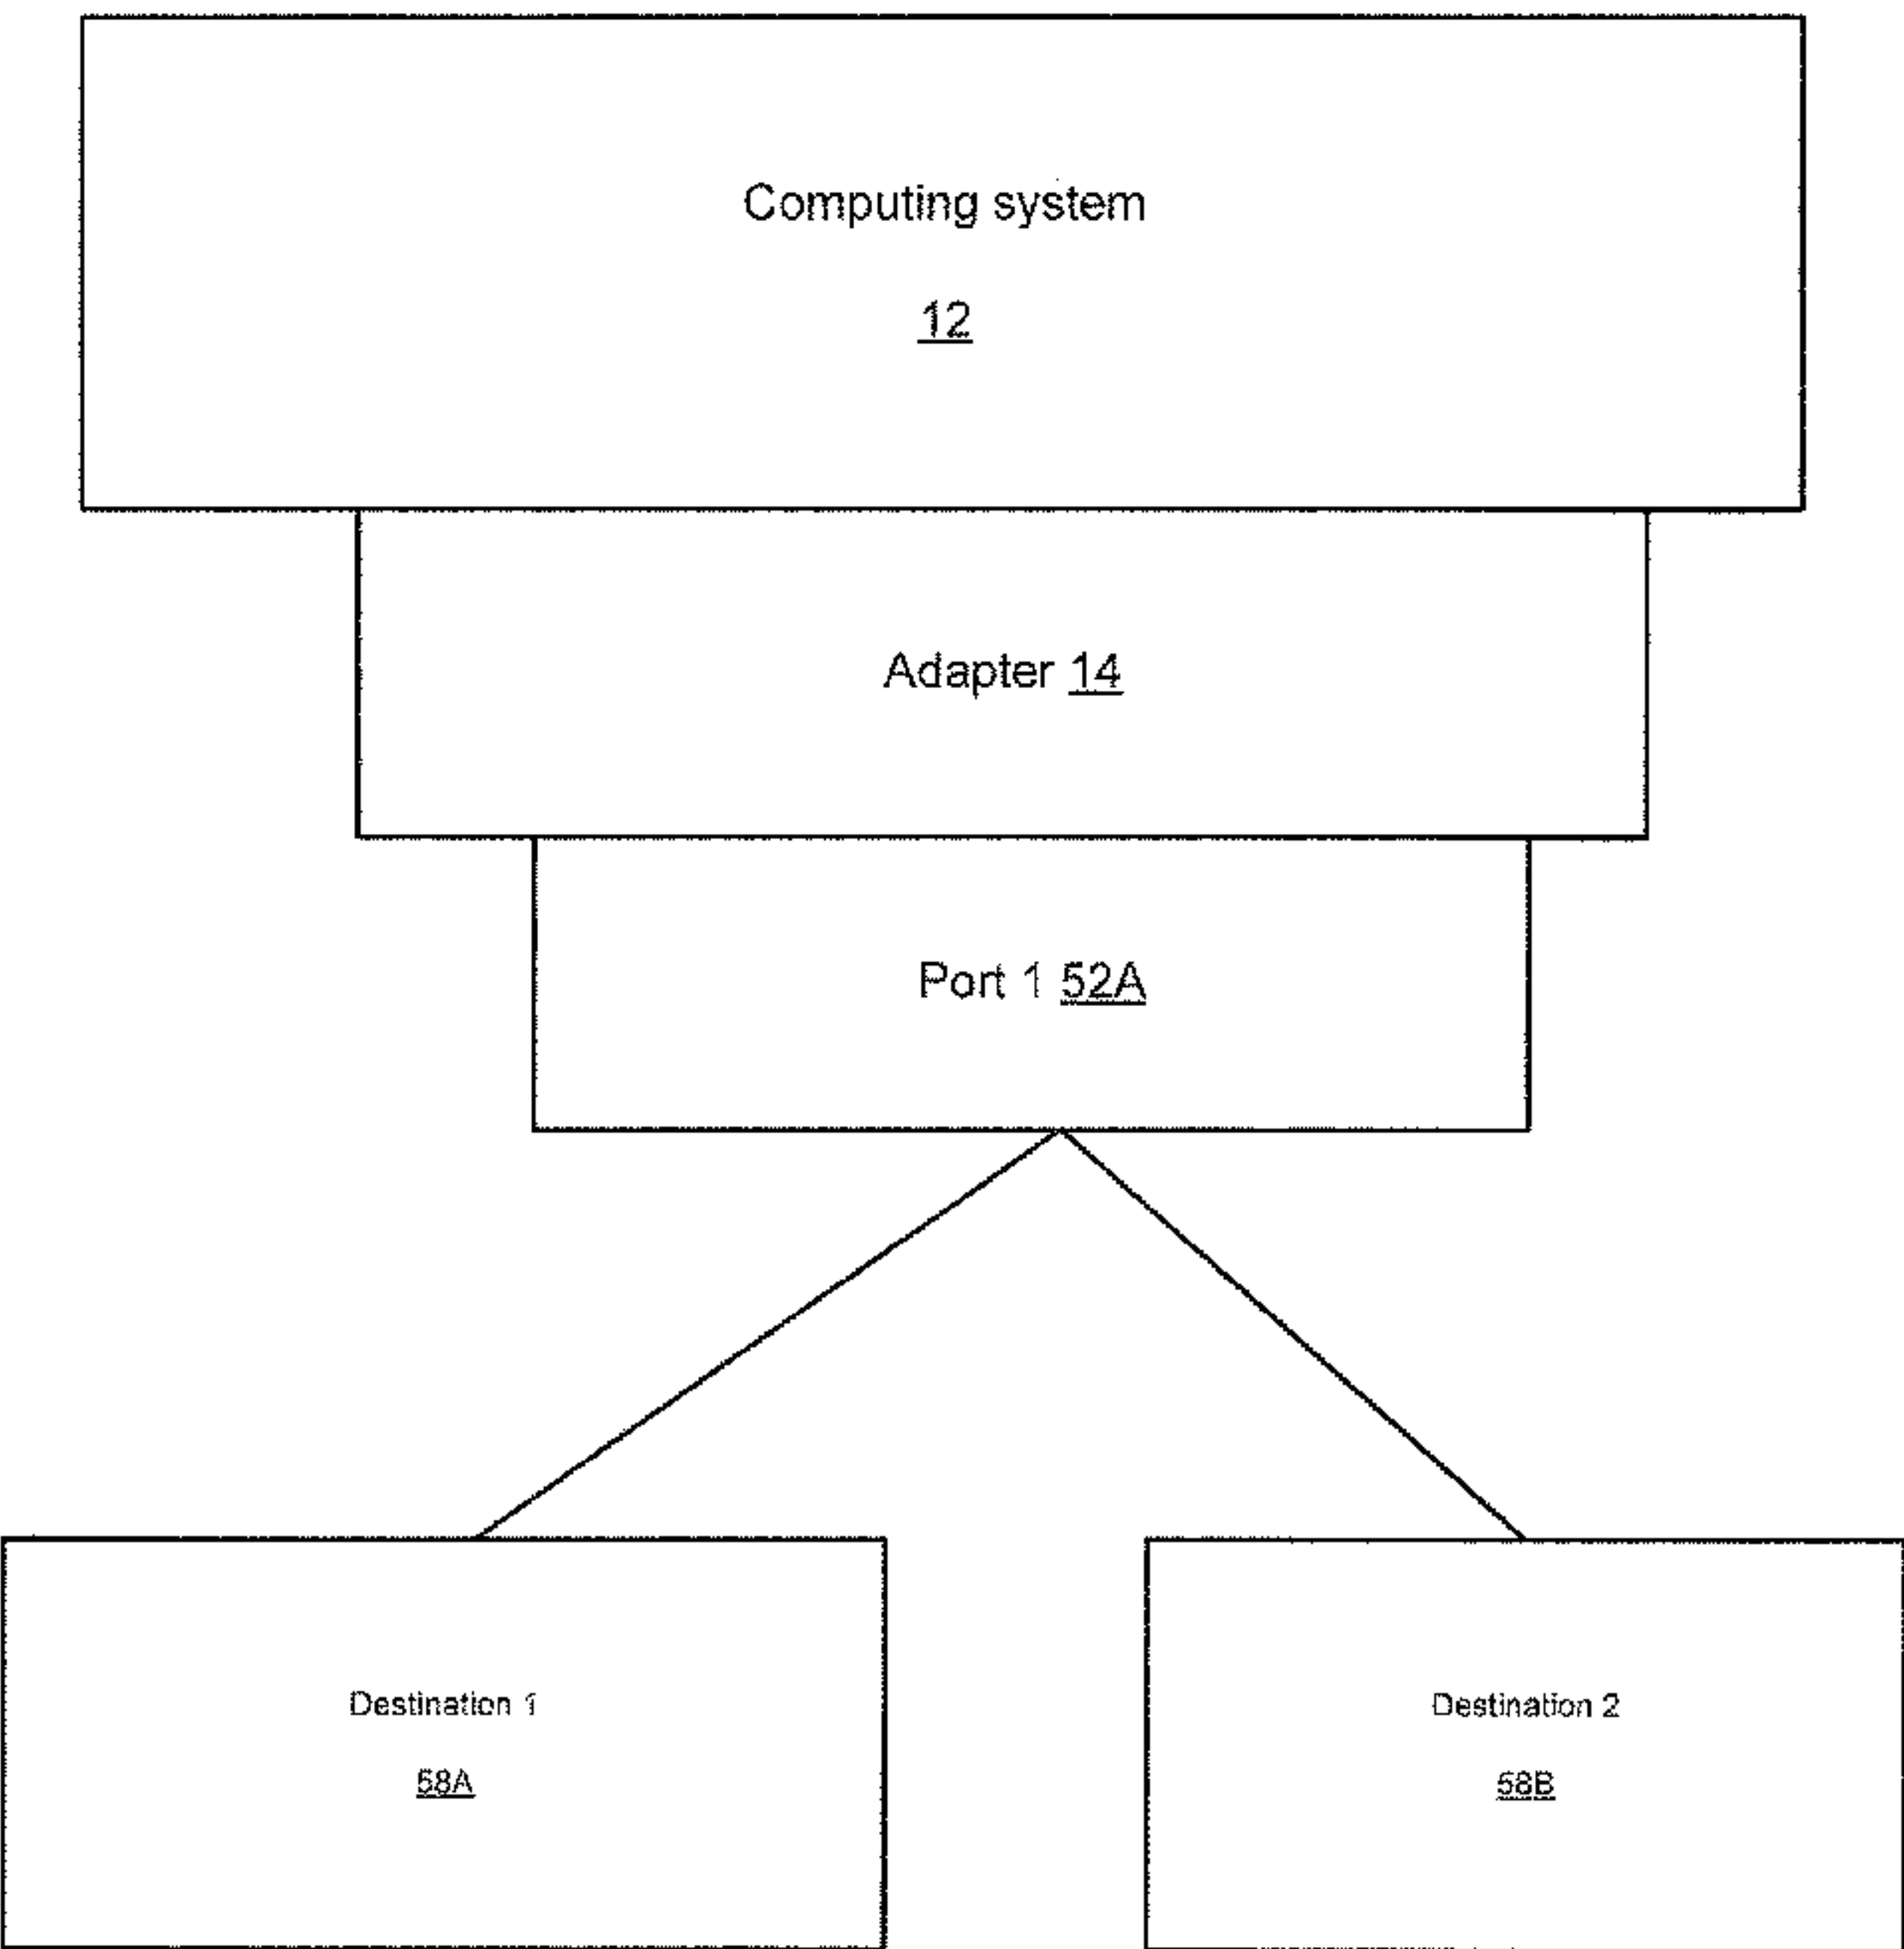 Computing system
12
Adapter 14
Port 1 52A
Destination 1
58A
Destination 2
58B